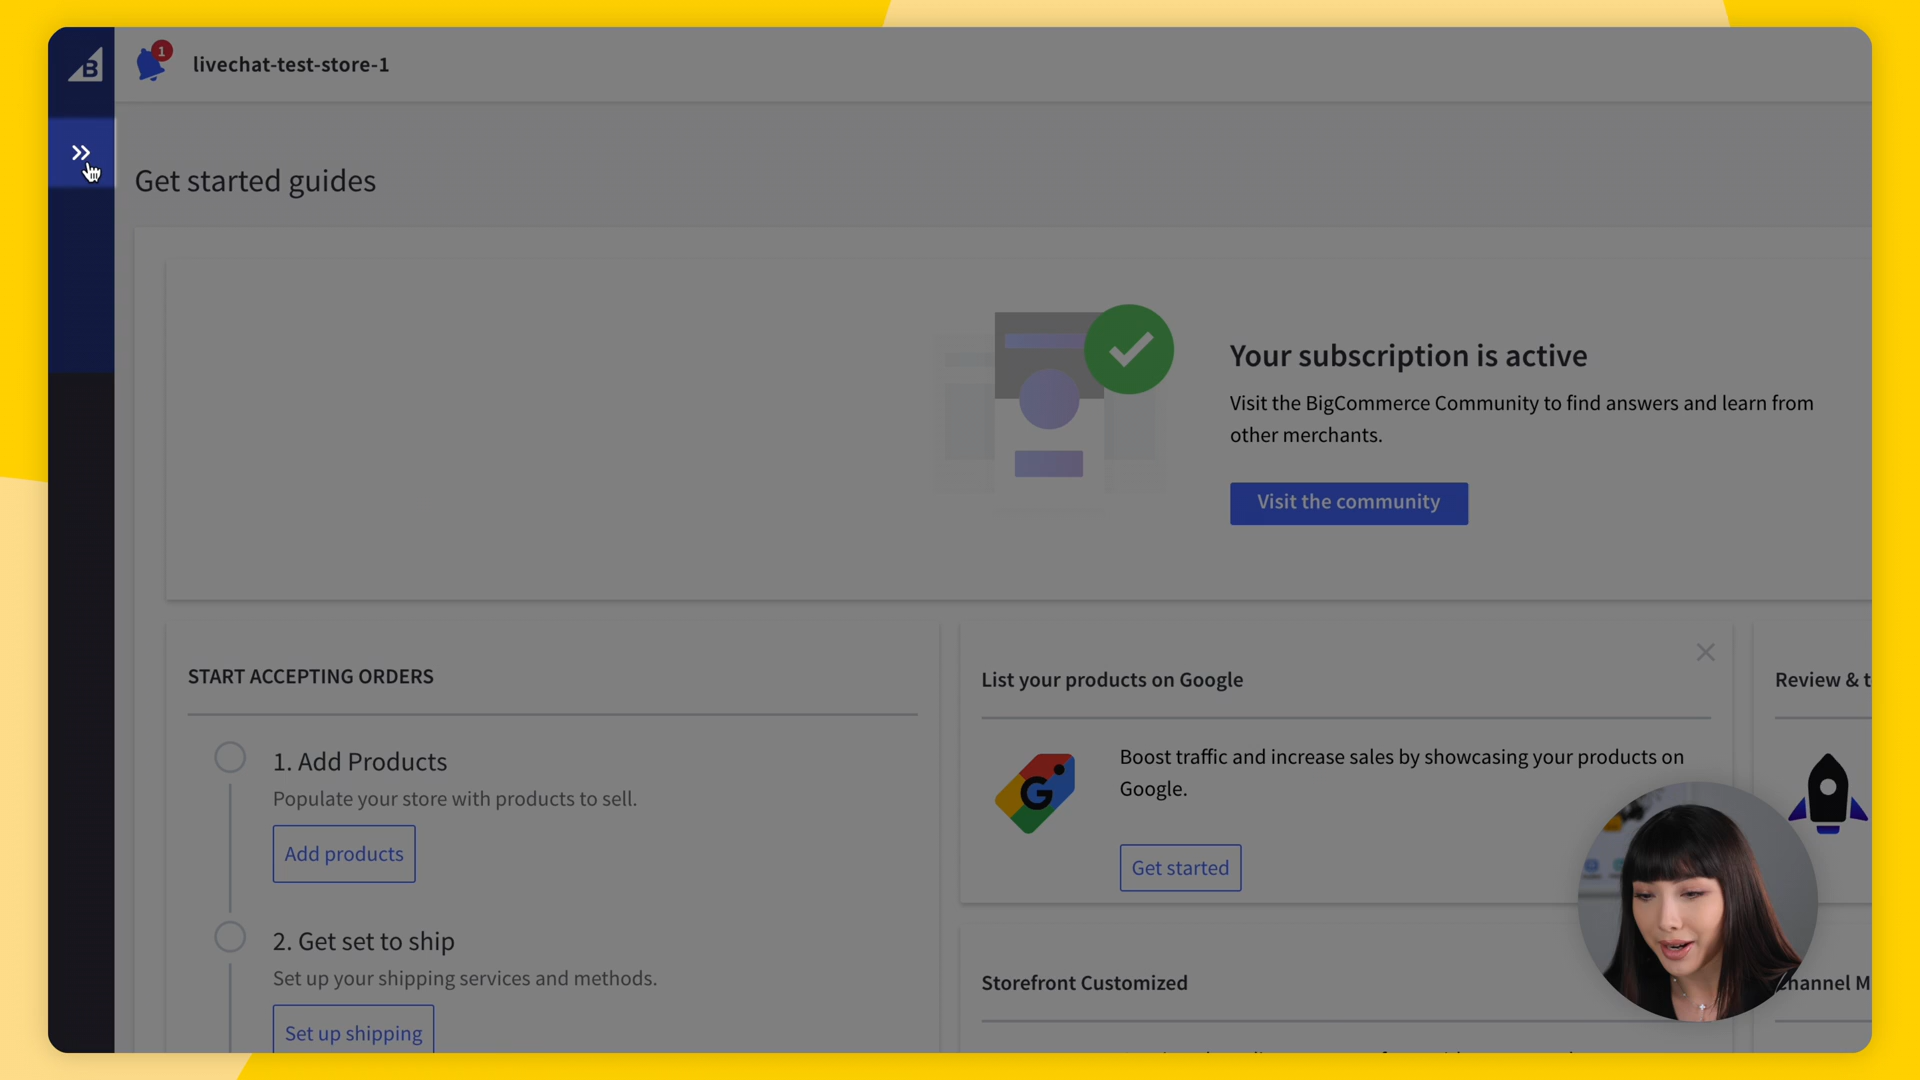 B
1
livechat-test-store-1
Get started guides
Your subscription is active
Visit the BigCommerce Community to find answers and learn from
other merchants.
Visit the community
START ACCEPTING ORDERS
1. Add Products
Populate your store with products to sell.
Add products
2. Get set to ship
Set up your shipping services and methods.
Set up shipping
List your products on Google
G
Boost traffic and increase sales by showcasing your products on
Google.
Get started
Storefront Customized
Review & t
hannel M